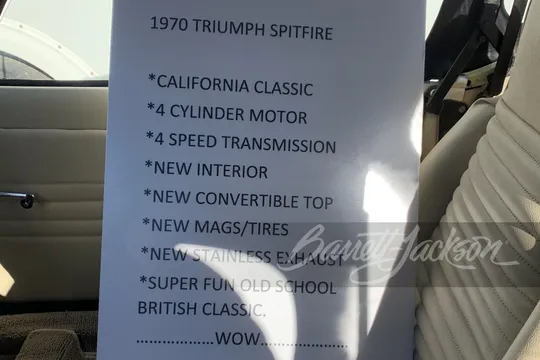 1970 TRIUMPH SPITFIRE
*CALIFORNIA CLASSIC
*4 CYLINDER MOTOR
*4 SPEED TRANSMISSION
*NEW INTERIOR
*NEW CONVERTIBLE TOP
*NEW MAGS/TIRES
*NEW STAINLESS EXHAUST
Barrett-Jackson
*SUPER FUN OLD SCHOOL
BRITISH CLASSIC.
..................WOW....................